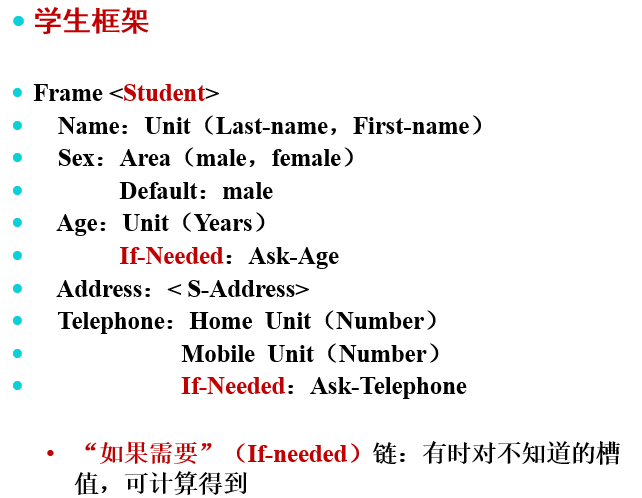 学生框架
Frame <Student>
Name：Unit（Last-name，First-name）
Sex：Area（male，female）
Default：male
Age：Unit（Years）
If-Needed：Ask-Age
Address：< S-Address>
Telephone：Home Unit（Number）
Mobile Unit（Number）
If-Needed：Ask-Telephone
“如果需要”（If-needed）链：有时对不知道的槽
值，可计算得到